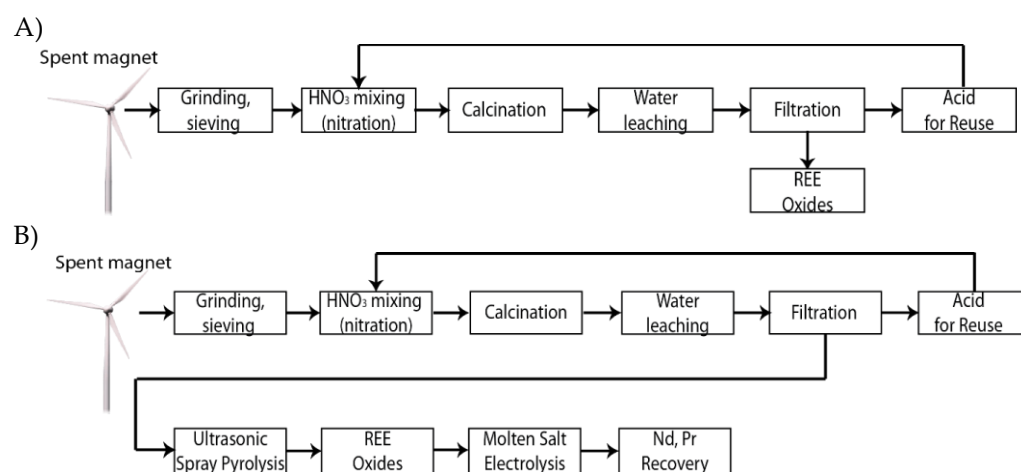 A)
Spent magnet
Grinding,
sieving
HNO₃ mixing
(nitration)
Calcination
Water
leaching
Filtration
Acid
for Reuse
REE
Oxides
B)
Spent magnet
Grinding,
sieving
HNO₃ mixing
(nitration)
Calcination
Water
leaching
Filtration
Acid
for Reuse
Ultrasonic
Spray Pyrolysis
REE
Oxides
Molten Salt
Electrolysis
Nd, Pr
Recovery